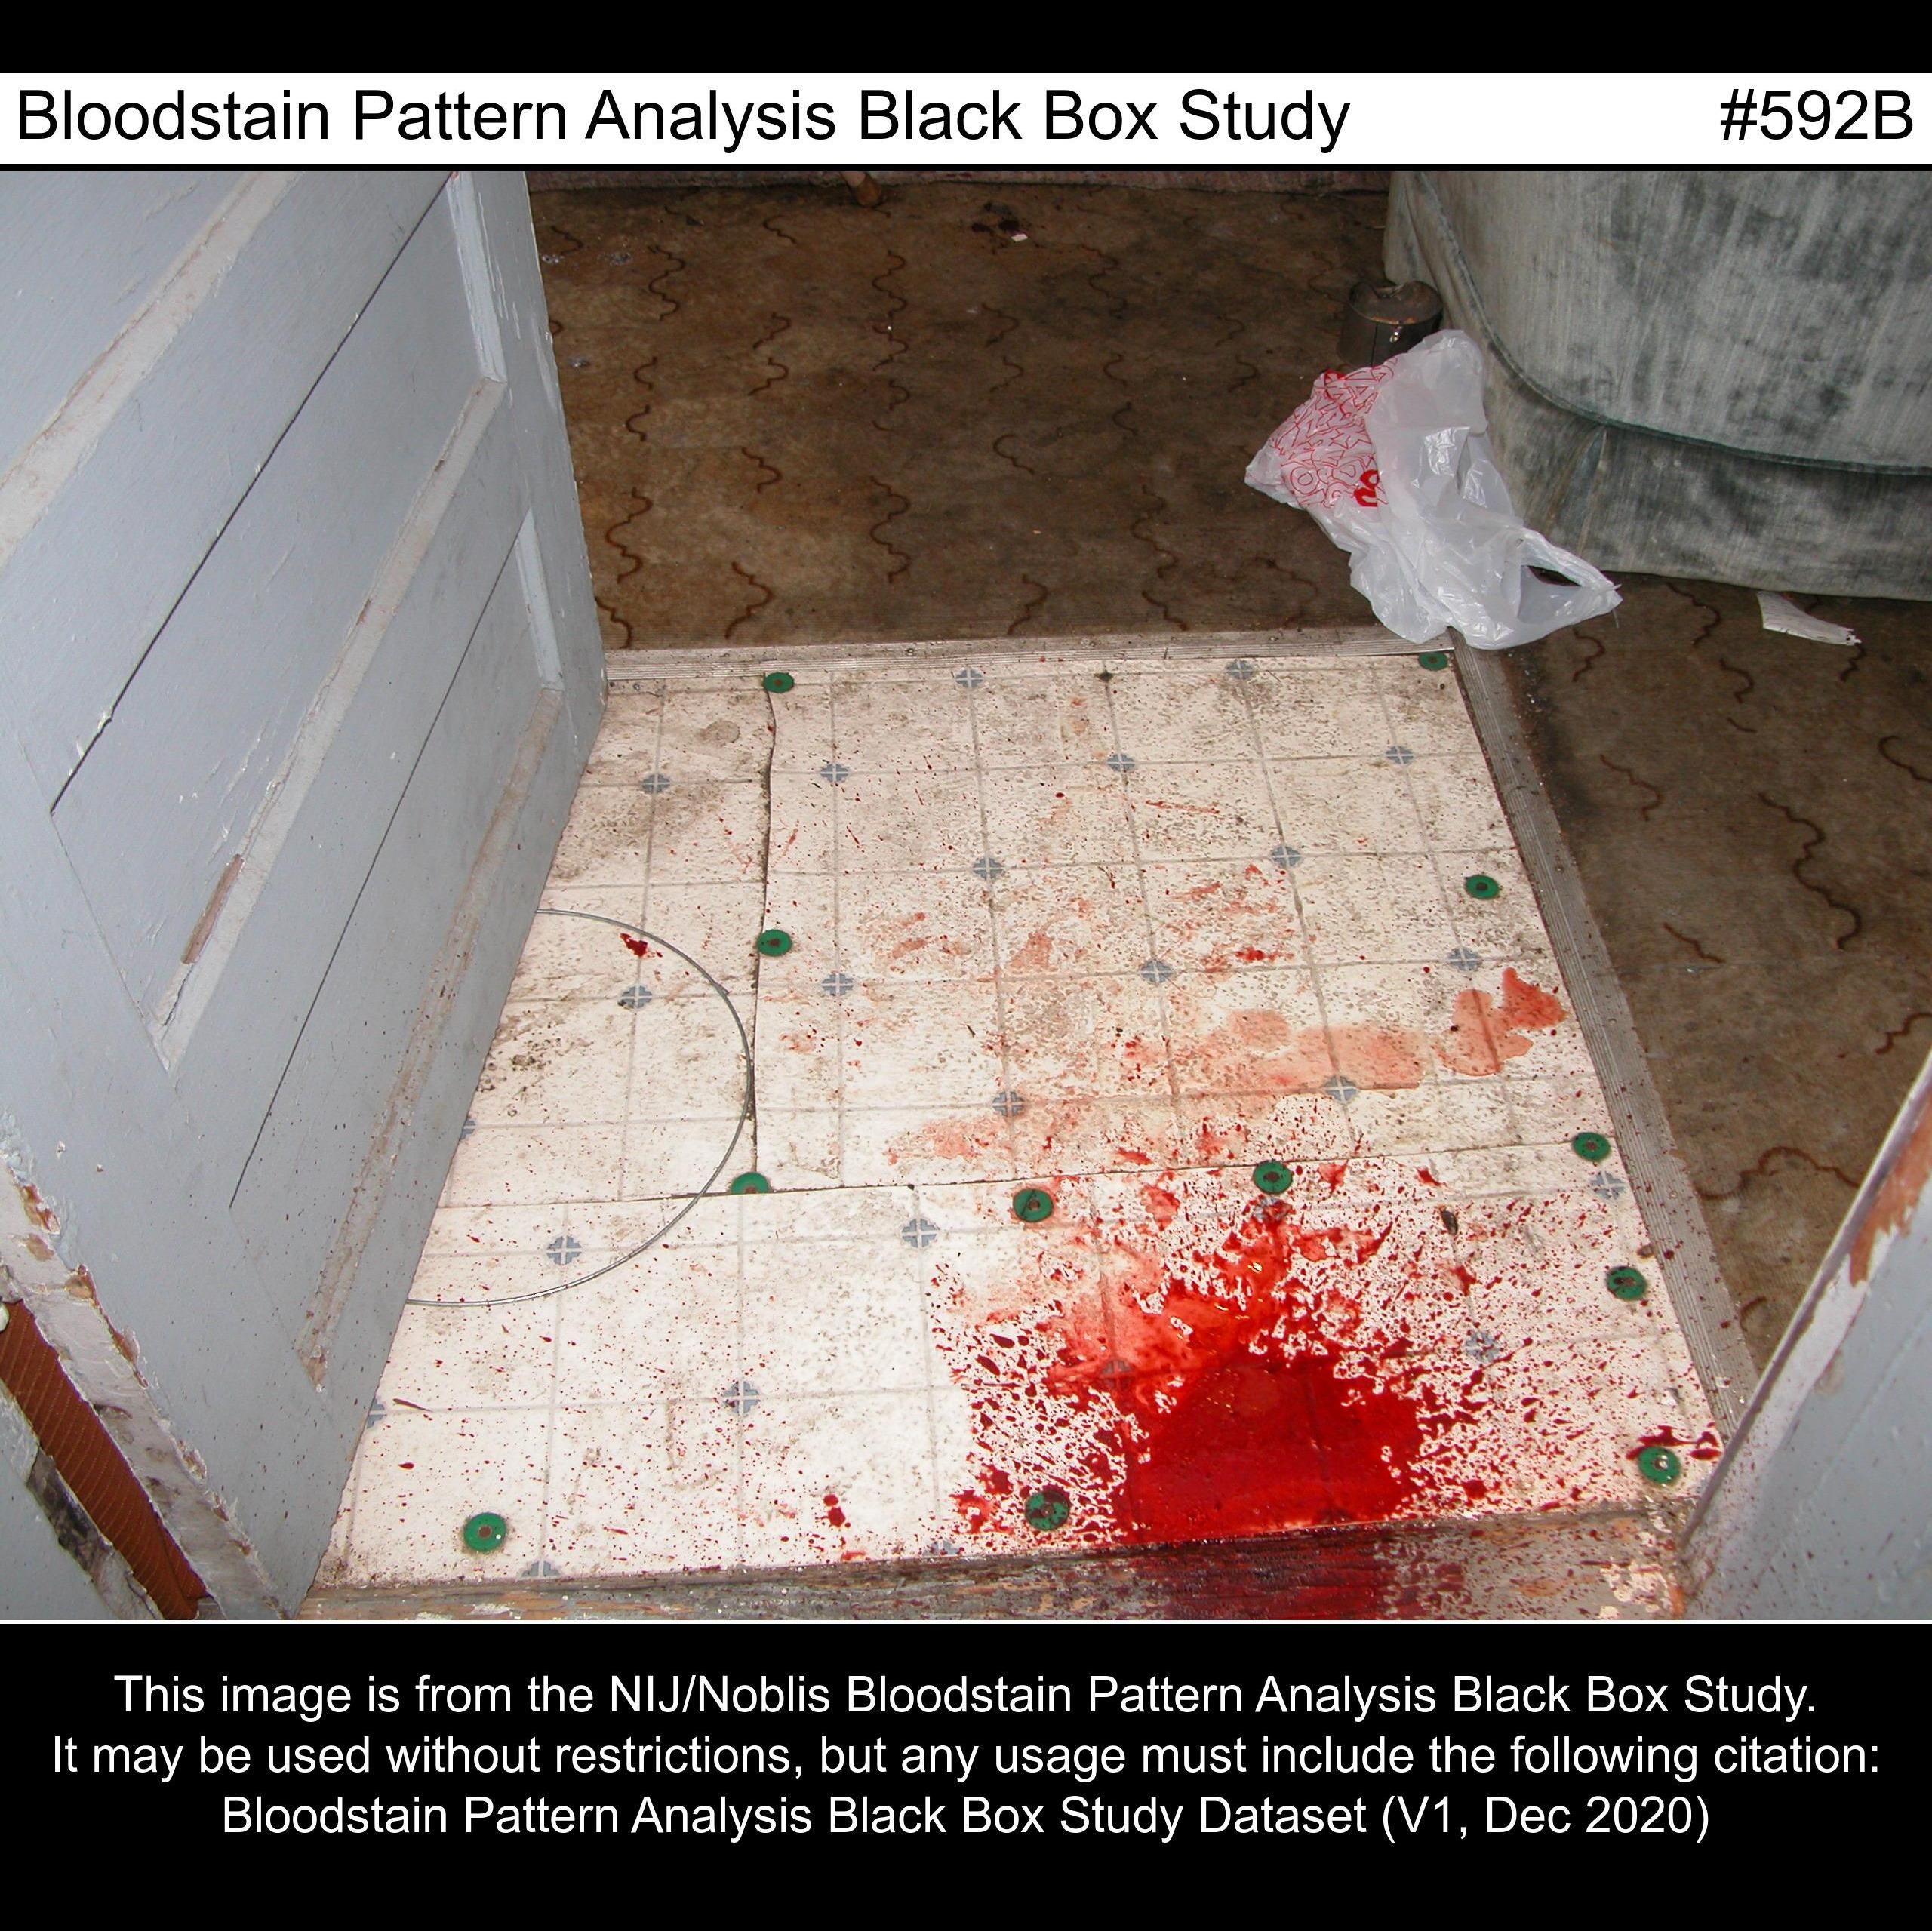 Bloodstain Pattern Analysis Black Box Study #592B
This image is from the NIJ/Noblis Bloodstain Pattern Analysis Black Box Study.
It may be used without restrictions, but any usage must include the following citation:
Bloodstain Pattern Analysis Black Box Study Dataset (V1, Dec 2020)